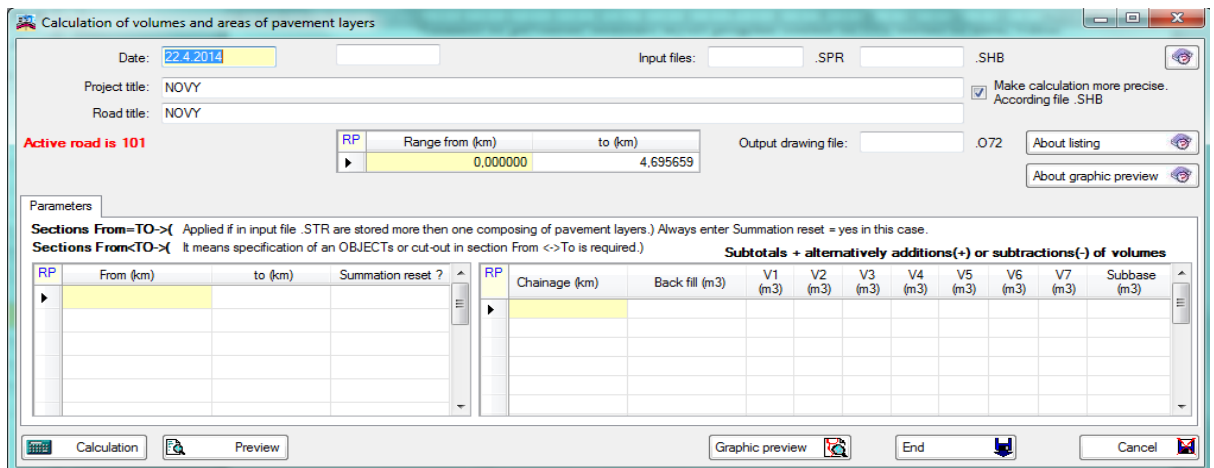 Calculation of volumes and areas of pavement layers
Date: 22.4.2014 Input files: .SPR .SHB
Project title: NOVY
Make calculation more precise.
According file .SHB
Road title: NOVY
Active road is 101
RP Range from (km) to (km)
0,000000 4,695659
Output drawing file: .O72 About listing
About graphic preview
Parameters
Sections From=TO->( Applied if in input file .STR are stored more then one composing of pavement layers.) Always enter Summation reset = yes in this case.
Sections From<TO->( It means specification of an OBJECTs or cut-out in section From <->To is required.)
Subtotals + alternatively additions(+) or subtractions(-) of volumes
RP From (km) to (km) Summation reset ?
RP Chainage (km) Back fill (m3) V1 (m3) V2 (m3) V3 (m3) V4 (m3) V5 (m3) V6 (m3) V7 (m3) Subbase (m3)
Calculation Preview Graphic preview End Cancel